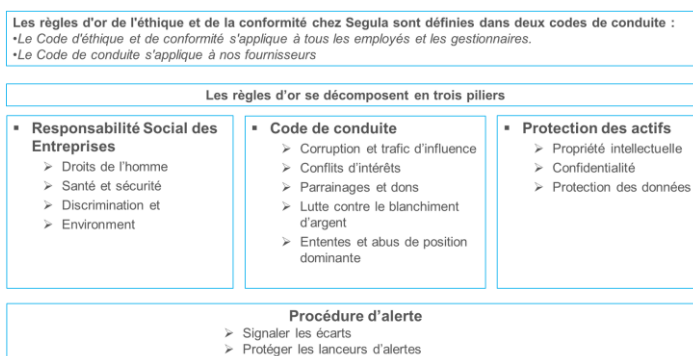 Les règles d'or de l'éthique et de la conformité chez Segula sont définies dans deux codes de conduite :
•Le Code d'éthique et de conformité s'applique à tous les employés et les gestionnaires.
•Le Code de conduite s'applique à nos fournisseurs
Les règles d'or se décomposent en trois piliers
▪ Responsabilité Social des
Entreprises
➢ Droits de l'homme
➢ Santé et sécurité
➢ Discrimination et
➢ Environment
▪ Code de conduite
➢ Corruption et trafic d'influence
➢ Conflits d'intérêts
➢ Parrainages et dons
➢ Lutte contre le blanchiment
d'argent
➢ Ententes et abus de position
dominante
▪ Protection des actifs
➢ Propriété intellectuelle
➢ Confidentialité
➢ Protection des données
Procédure d'alerte
➢ Signaler les écarts
➢ Protéger les lanceurs d'alertes